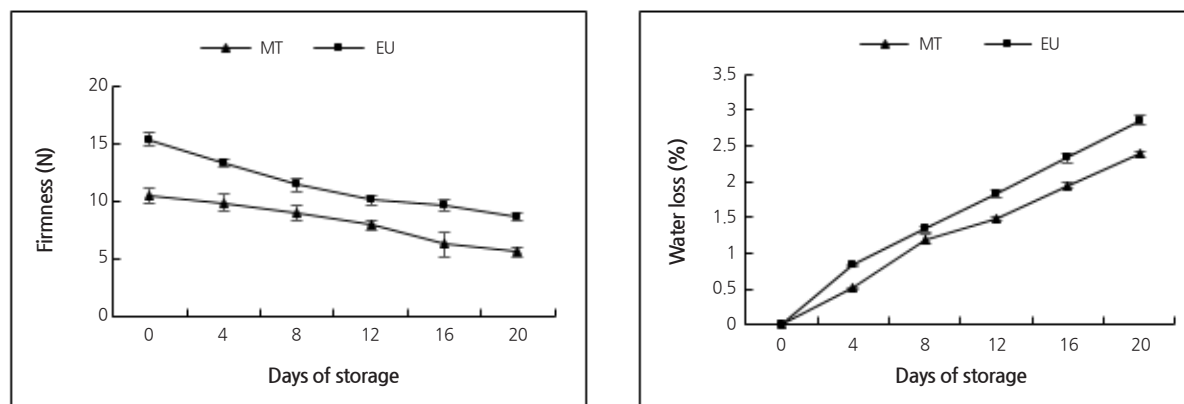 MT EU
20
15
10
5
0
Firmness (N)
0 4 8 12 16 20
Days of storage
MT EU
3.5
3
2.5
2
1.5
1
0.5
0
Water loss (%)
0 4 8 12 16 20
Days of storage